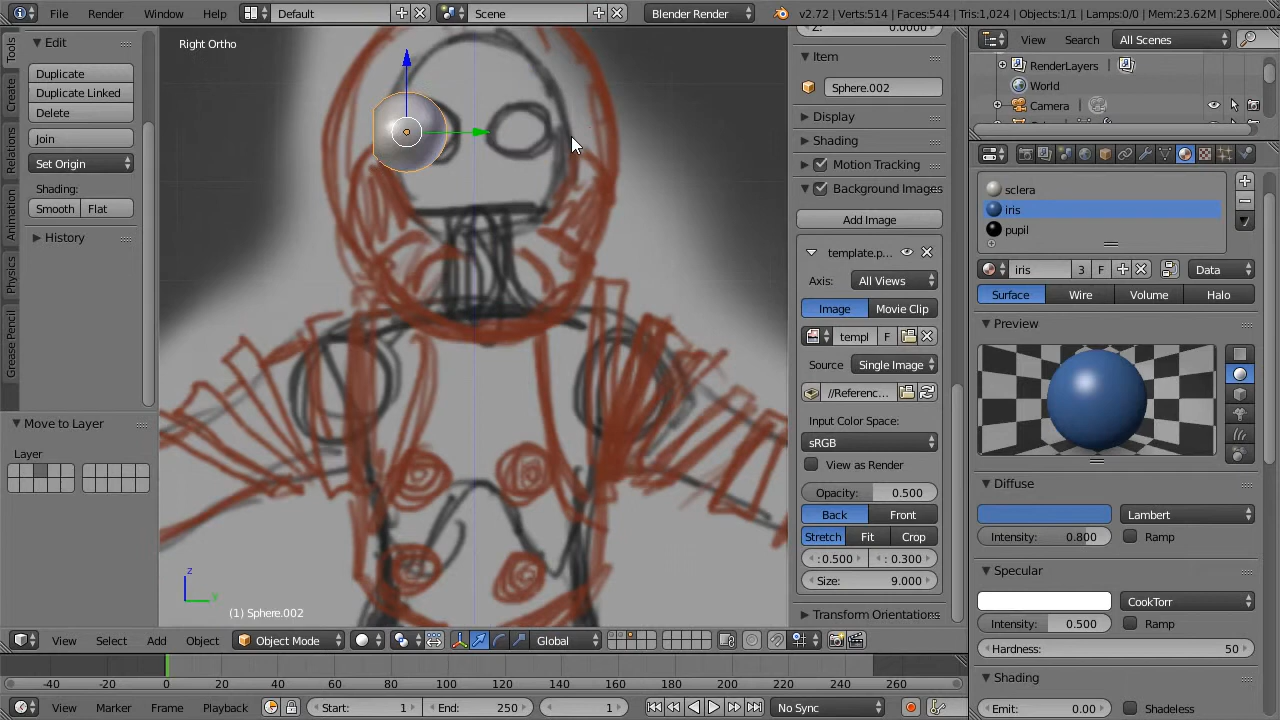 File Render Window Help Default Scene Blender Render v2.72 | Verts:514 | Faces:544 | Tris:1,024 | Objects:1/1 | Lamps:0/0 | Mem:23.62M | Sphere.00
Tools
Create
Relations
Animation
Physics
Grease Pencil
Edit
Duplicate
Duplicate Linked
Delete
Join
Set Origin
Shading:
Smooth Flat
History
Move to Layer
Layer
Right Ortho
z
y
(1) Sphere.002
Z: 0.0000
Item
Sphere.002
Display
Shading
Motion Tracking
Background Images
Add Image
template.p...
Axis: All Views
Image Movie Clip
templ F
Source Single Image
//Referenc...
Input Color Space:
sRGB
View as Render
Opacity: 0.500
Back Front
Stretch Fit Crop
:0.500 : 0.300
Size: 9.000
Transform Orientations
View Search All Scenes
RenderLayers
World
Camera
sclera
iris
pupil
iris 3 F Data
Surface Wire Volume Halo
Preview
Diffuse
Lambert
Intensity: 0.800 Ramp
Specular
CookTorr
Intensity: 0.500 Ramp
Hardness: 50
Shading
Emit: 0.00 Shadeless
View Select Add Object Object Mode Global
-40 -20 0 20 40 60 80 100 120 140 160 180 200 220 240 260
View Marker Frame Playback Start: 1 End: 250 1 No Sync